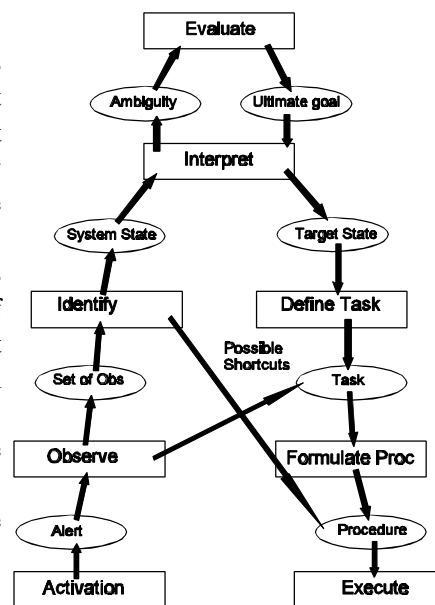 Evaluate
Ambiguity
Ultimate goal
Interpret
System State
Target State
Identify
Define Task
Possible
Shortcuts
Set of Obs
Task
Observe
Formulate Proc
Alert
Procedure
Activation
Execute